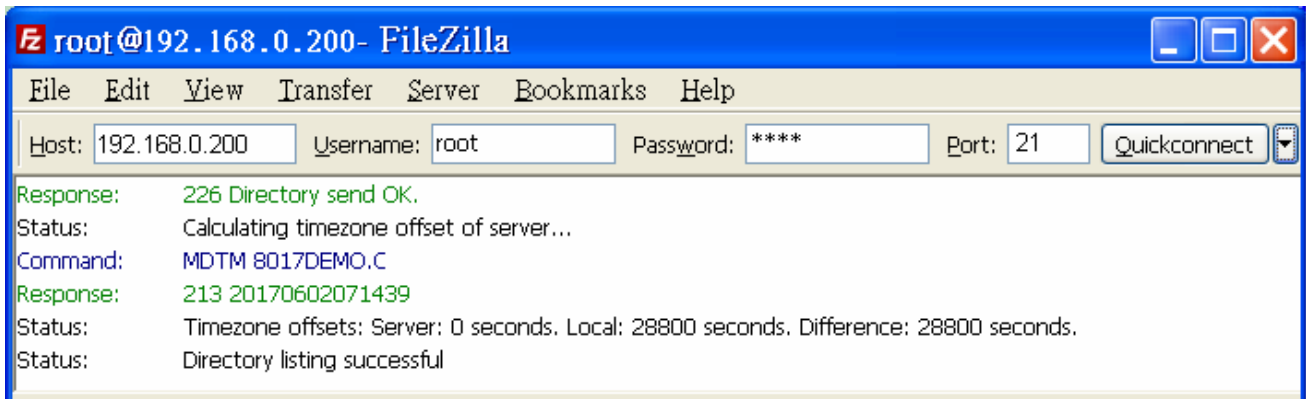 Fz root@192.168.0.200- FileZilla
File Edit View Transfer Server Bookmarks Help
Host: 192.168.0.200 Username: root Password: **** Port: 21 Quickconnect
Response: 226 Directory send OK.
Status: Calculating timezone offset of server...
Command: MDTM 8017DEMO.C
Response: 213 20170602071439
Status: Timezone offsets: Server: 0 seconds. Local: 28800 seconds. Difference: 28800 seconds.
Status: Directory listing successful